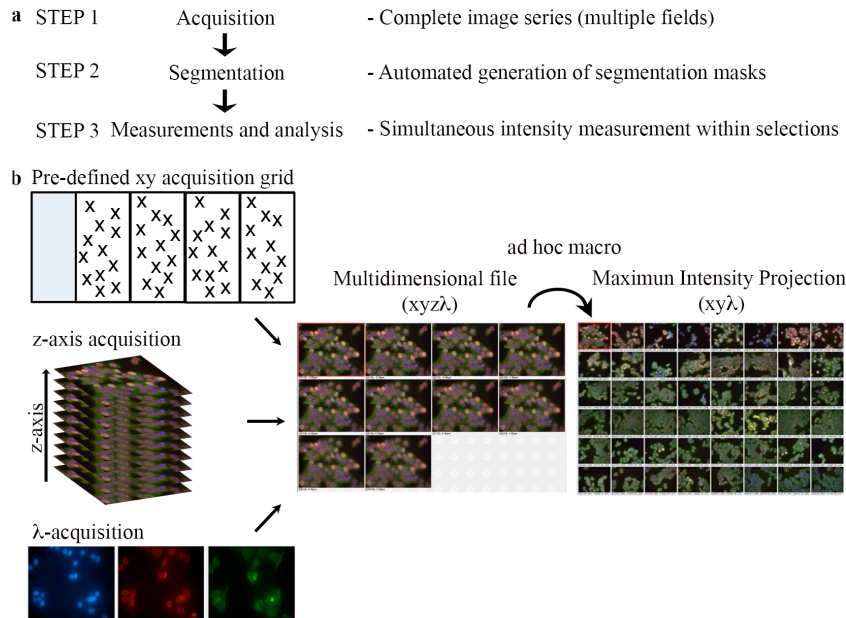 a STEP 1 Acquisition - Complete image series (multiple fields)
STEP 2 Segmentation - Automated generation of segmentation masks
STEP 3 Measurements and analysis - Simultaneous intensity measurement within selections
b Pre-defined xy acquisition grid
X X X X X X X X X X X X
ad hoc macro
Multidimensional file
(xyzλ)
Maximun Intensity Projection
(xyλ)
z-axis acquisition
z-axis
λ-acquisition